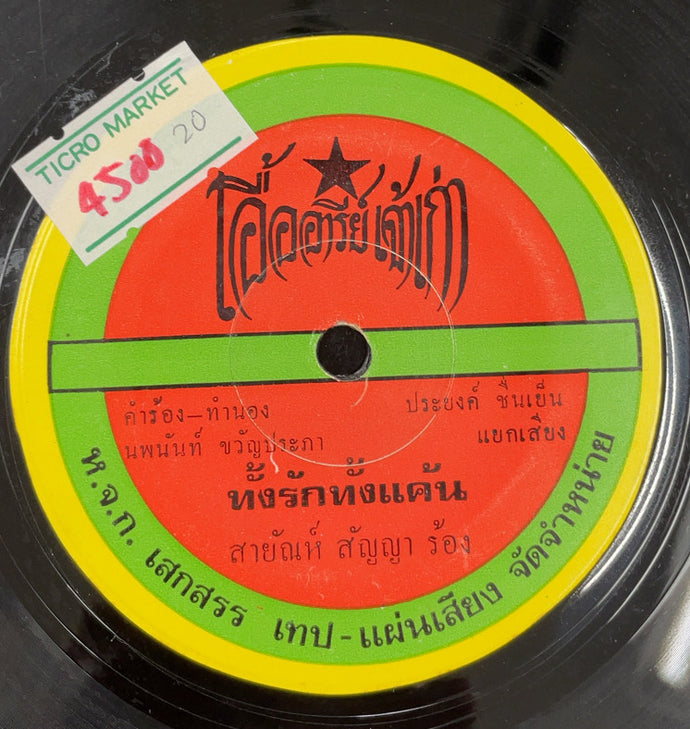 TICRO MARKET
4500 20
อื้ออารีย์เจ้าเก่า
คำร้อง-ทำนอง
นพนันท์ ขวัญประภา
ประยงค์ ชื่นเย็น
แยกเสียง
ทั้งรักทั้งแค้น
สายัณห์ สัญญา ร้อง
ห.จ.ก. เสกสรร เทป-แผ่นเสียง จัดจำหน่าย